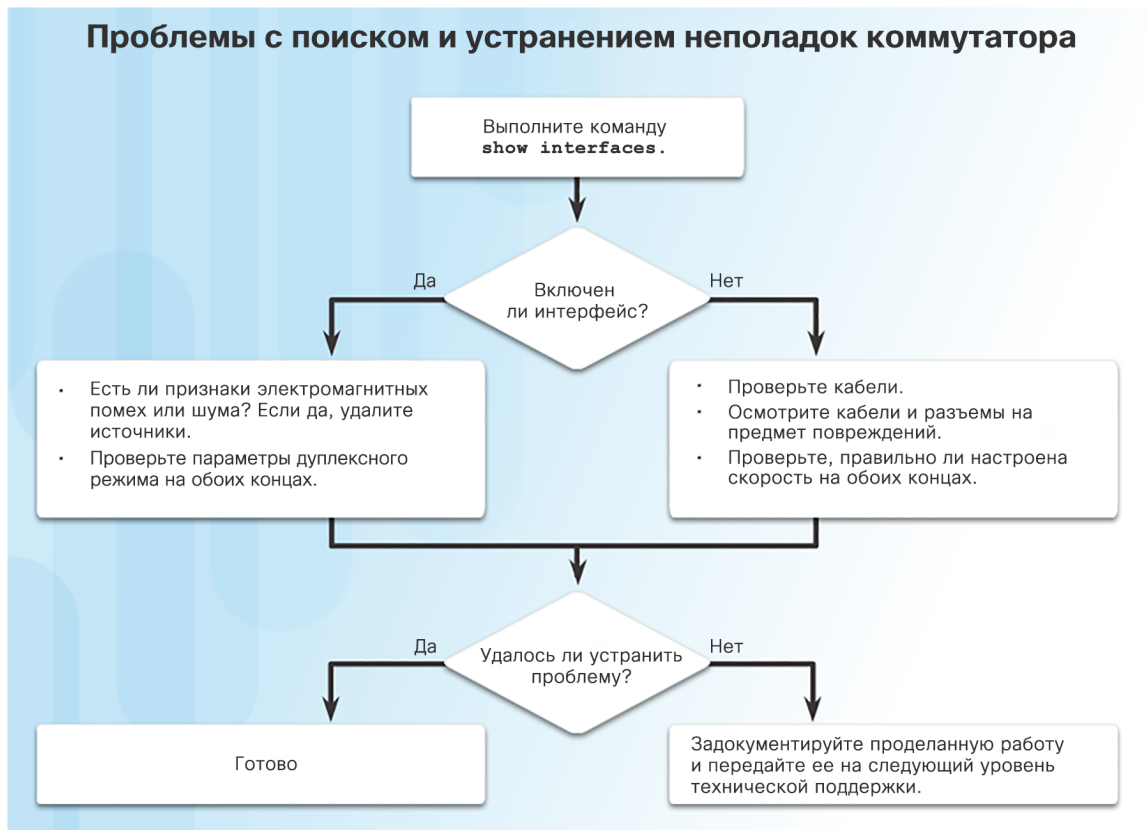 Проблемы с поиском и устранением неполадок коммутатора
Выполните команду
show interfaces.
Да
Нет
Включен
ли интерфейс?
· Есть ли признаки электромагнитных
помех или шума? Если да, удалите
источники.
· Проверьте параметры дуплексного
режима на обоих концах.
· Проверьте кабели.
· Осмотрите кабели и разъемы на
предмет повреждений.
· Проверьте, правильно ли настроена
скорость на обоих концах.
Да
Нет
Удалось ли устранить
проблему?
Готово
Задокументируйте проделанную работу
и передайте ее на следующий уровень
технической поддержки.